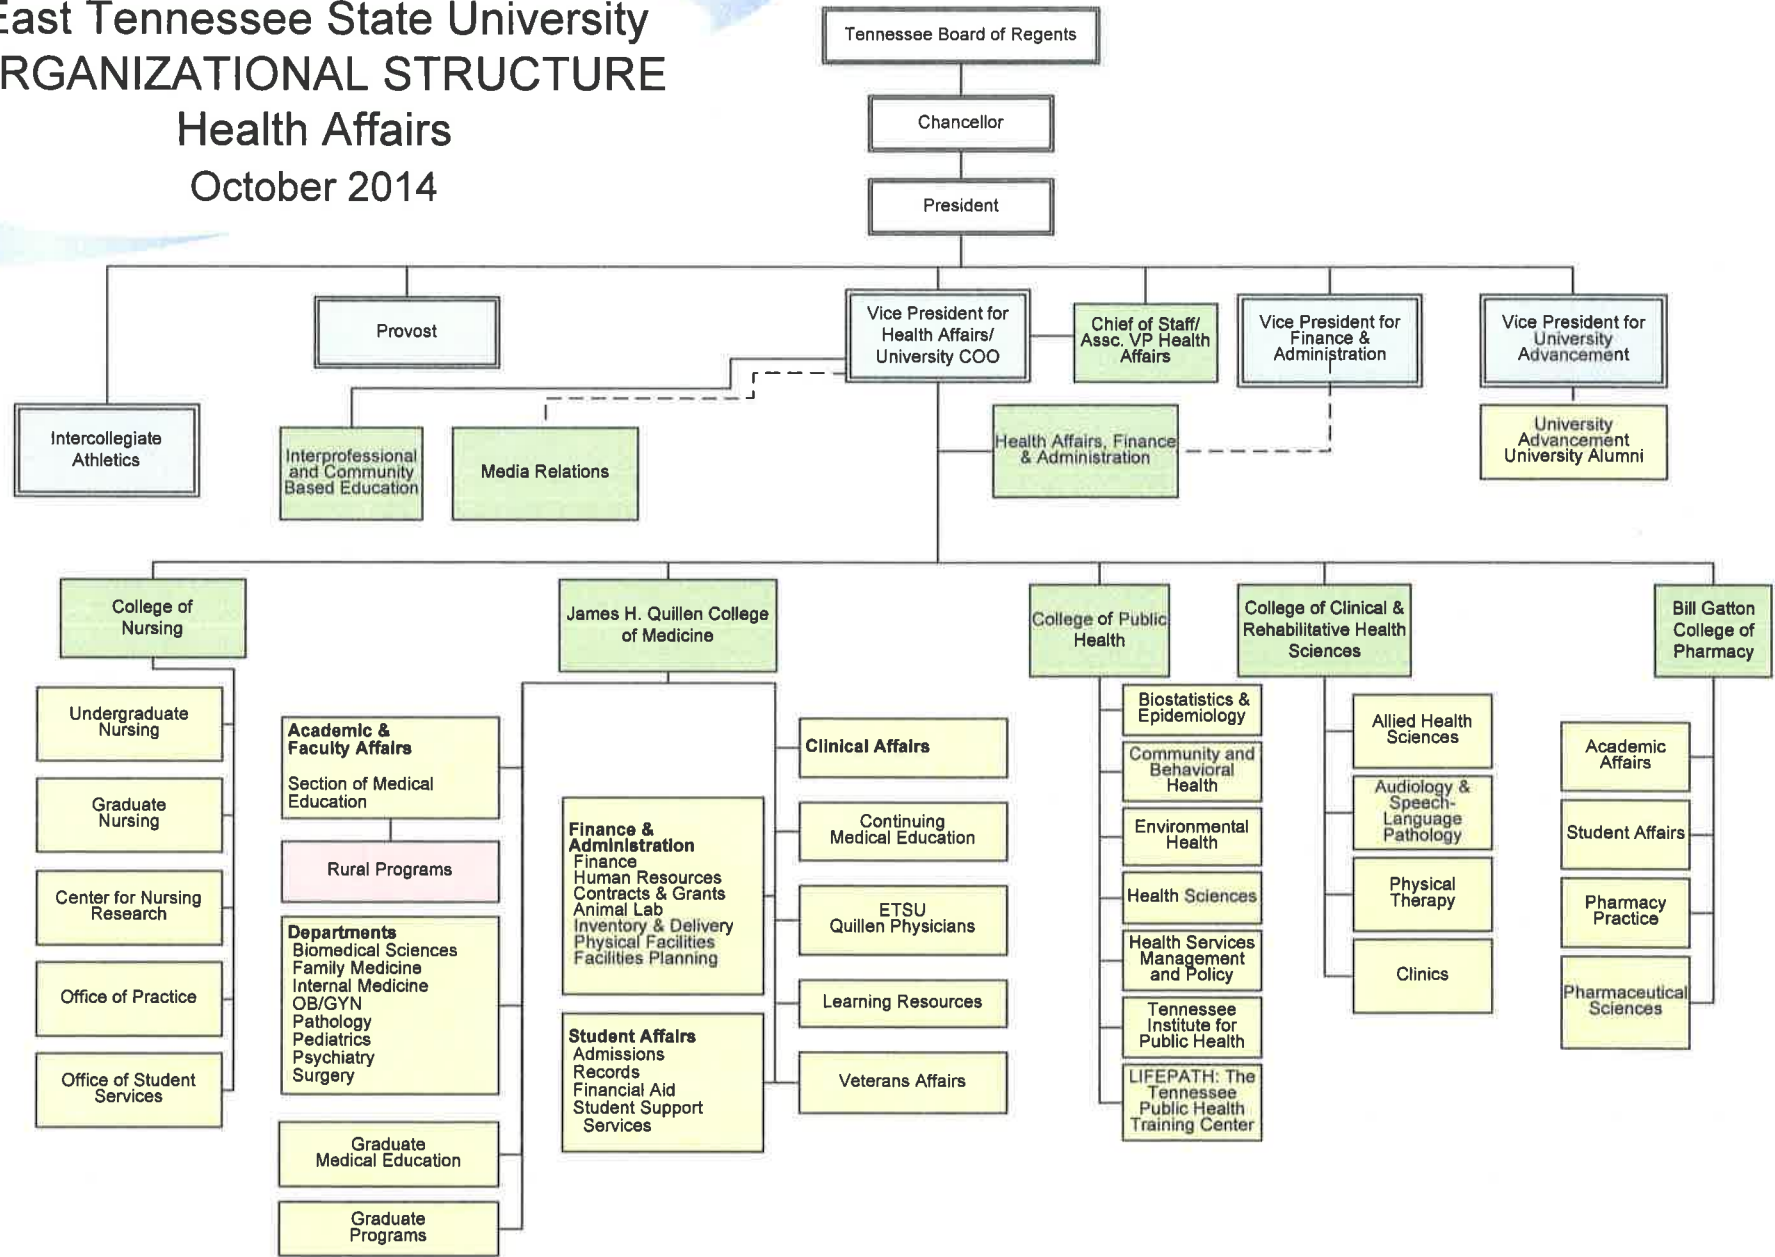 East Tennessee State University
RGANIZATIONAL STRUCTURE
Health Affairs
October 2014
Tennessee Board of Regents
Chancellor
President
Provost
Vice President for
Health Affairs/
University COO
Chief of Staff/
Assc. VP Health
Affairs
Vice President for
Finance &
Administration
Vice President for
University
Advancement
Intercollegiate
Athletics
Interprofessional
and Community
Based Education
Media Relations
Health Affairs, Finance
& Administration
University
Advancement
University Alumni
College of
Nursing
James H. Quillen College
of Medicine
College of Public
Health
College of Clinical &
Rehabilitative Health
Sciences
Bill Gatton
College of
Pharmacy
Undergraduate
Nursing
Graduate
Nursing
Center for Nursing
Research
Office of Practice
Office of Student
Services
Academic &
Faculty Affairs
Section of Medical
Education
Rural Programs
Departments
Biomedical Sciences
Family Medicine
Internal Medicine
OB/GYN
Pathology
Pediatrics
Psychiatry
Surgery
Graduate
Medical Education
Graduate
Programs
Finance &
Administration
Finance
Human Resources
Contracts & Grants
Animal Lab
Inventory & Delivery
Physical Facilities
Facilities Planning
Student Affairs
Admissions
Records
Financial Aid
Student Support
Services
Clinical Affairs
Continuing
Medical Education
ETSU
Quillen Physicians
Learning Resources
Veterans Affairs
Biostatistics &
Epidemiology
Community and
Behavioral
Health
Environmental
Health
Health Sciences
Health Services
Management
and Policy
Tennessee
Institute for
Public Health
LIFEPATH: The
Tennessee
Public Health
Training Center
Allied Health
Sciences
Audiology &
Speech-
Language
Pathology
Physical
Therapy
Clinics
Academic
Affairs
Student Affairs
Pharmacy
Practice
Pharmaceutical
Sciences